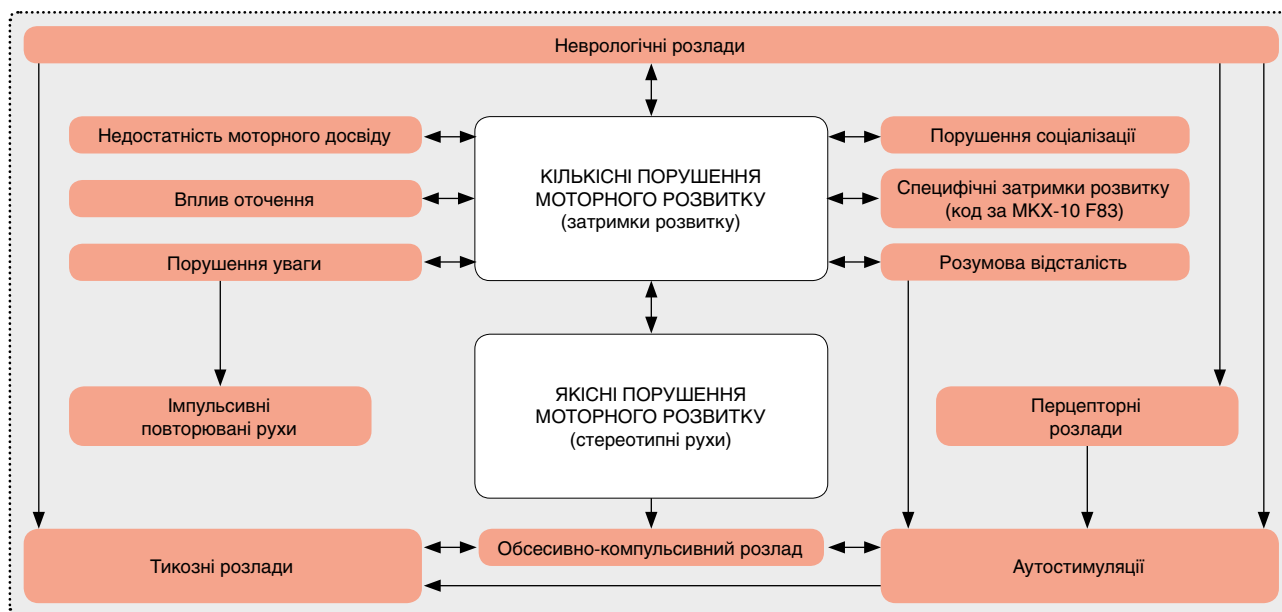 Неврологічні розлади
Недостатність моторного досвіду
Вплив оточення
Порушення уваги
КІЛЬКІСНІ ПОРУШЕННЯ
МОТОРНОГО РОЗВИТКУ
(затримки розвитку)
Порушення соціалізації
Специфічні затримки розвитку
(код за МКХ-10 F83)
Розумова відсталість
Імпульсивні
повторювані рухи
ЯКІСНІ ПОРУШЕННЯ
МОТОРНОГО РОЗВИТКУ
(стереотипні рухи)
Перцепторні
розлади
Тикозні розлади
Обсесивно-компульсивний розлад
Аутостимуляції